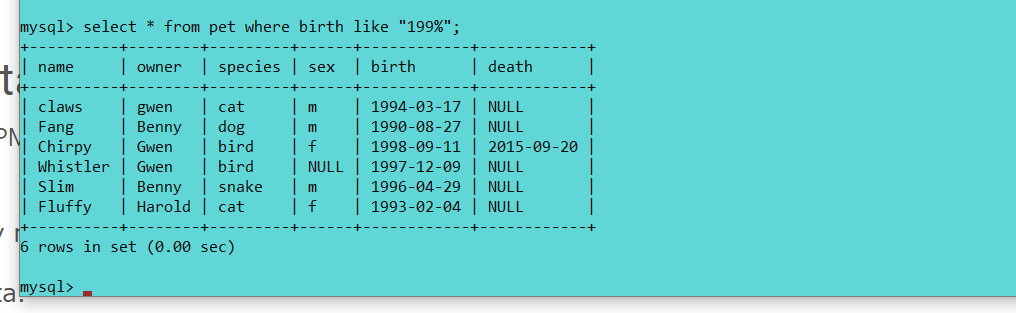 mysql> select * from pet where birth like "199%";
+----------+--------+---------+------+------------+------------+
| name     | owner  | species | sex  | birth      | death      |
+----------+--------+---------+------+------------+------------+
| claws    | gwen   | cat     | m    | 1994-03-17 | NULL       |
| Fang     | Benny  | dog     | m    | 1990-08-27 | NULL       |
| Chirpy   | Gwen   | bird    | f    | 1998-09-11 | 2015-09-20 |
| Whistler | Gwen   | bird    | NULL | 1997-12-09 | NULL       |
| Slim     | Benny  | snake   | m    | 1996-04-29 | NULL       |
| Fluffy   | Harold | cat     | f    | 1993-02-04 | NULL       |
+----------+--------+---------+------+------------+------------+
6 rows in set (0.00 sec)
mysql>